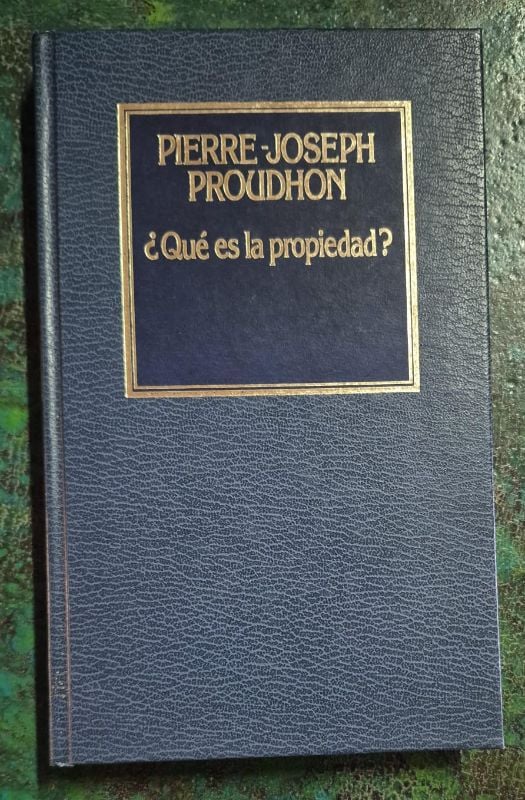 PIERRE-JOSEPH
PROUDHON
¿Qué es la propiedad?